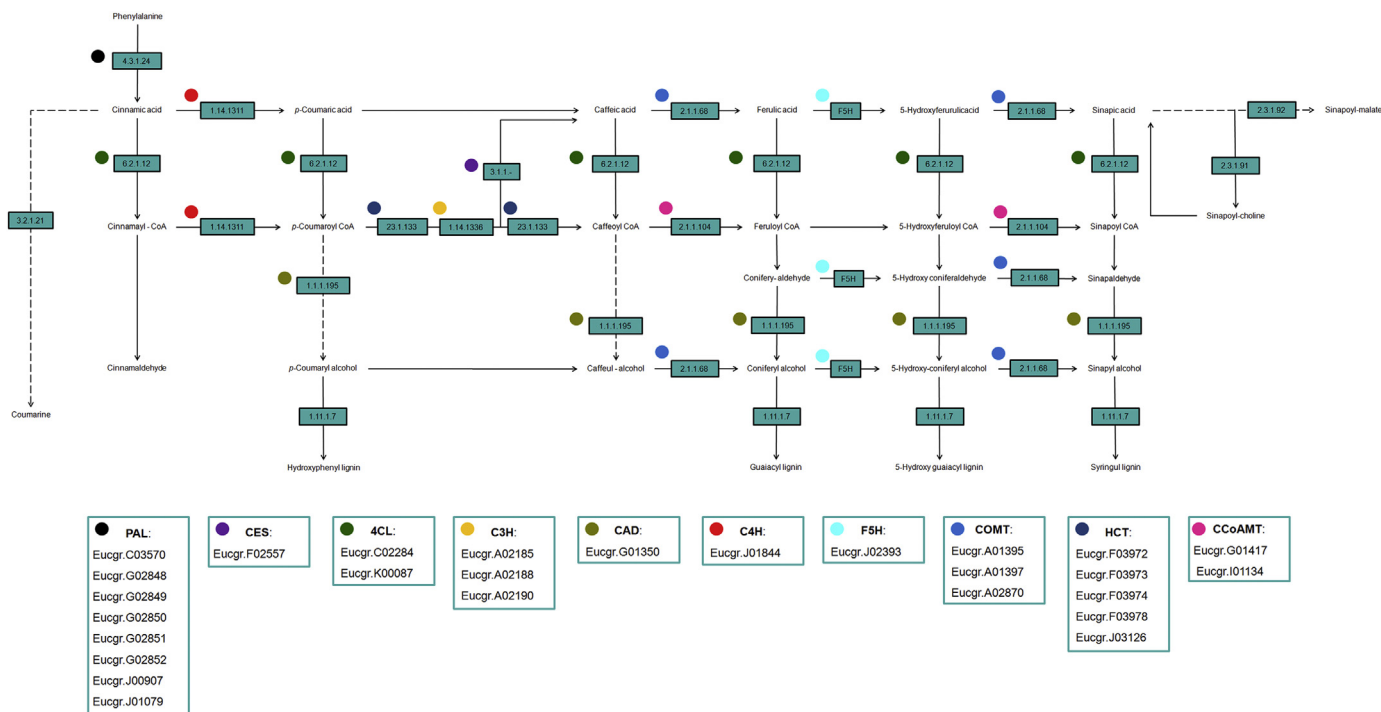 Phenylalanine
4.3.1.24
Cinnamic acid
1.14.1311
p-Coumaric acid
Caffeic acid
2.1.1.68
Ferulic acid
F5H
5-Hydroxyferurulicacid
2.1.1.68
Sinapic acid
2.3.1.92
Sinapoyl-malate
6.2.1.12
6.2.1.12
3.1.1.-
6.2.1.12
6.2.1.12
6.2.1.12
6.2.1.12
2.3.1.91
3.2.1.21
Sinapoyl-choline
Cinnamayl - CoA
1.14.1311
p-Coumaroyl CoA
23.1.133
1.14.1336
23.1.133
Caffeoyl CoA
2.1.1.104
Feruloyl CoA
5-Hydroxyferuloyl CoA
2.1.1.104
Sinapoyl CoA
1.1.1.195
Conifery- aldehyde
F5H
5-Hydroxy coniferaldehyde
2.1.1.68
Sinapaldehyde
1.1.1.195
1.1.1.195
1.1.1.195
1.1.1.195
Cinnamaldehyde
p-Coumaryl alcohol
Caffeul - alcohol
2.1.1.68
Coniferyl alcohol
F5H
5-Hydroxy-coniferyl alcohol
2.1.1.68
Sinapyl alcohol
Coumarine
1.11.1.7
1.11.1.7
1.11.1.7
1.11.1.7
Hydroxyphenyl lignin
Guaiacyl lignin
5-Hydroxy guaiacyl lignin
Syringul lignin
PAL:
Eucgr.C03570
Eucgr.G02848
Eucgr.G02849
Eucgr.G02850
Eucgr.G02851
Eucgr.G02852
Eucgr.J00907
Eucgr.J01079
CES:
Eucgr.F02557
4CL:
Eucgr.C02284
Eucgr.K00087
C3H:
Eucgr.A02185
Eucgr.A02188
Eucgr.A02190
CAD:
Eucgr.G01350
C4H:
Eucgr.J01844
F5H:
Eucgr.J02393
COMT:
Eucgr.A01395
Eucgr.A01397
Eucgr.A02870
HCT:
Eucgr.F03972
Eucgr.F03973
Eucgr.F03974
Eucgr.F03978
Eucgr.J03126
CCoAMT:
Eucgr.G01417
Eucgr.I01134